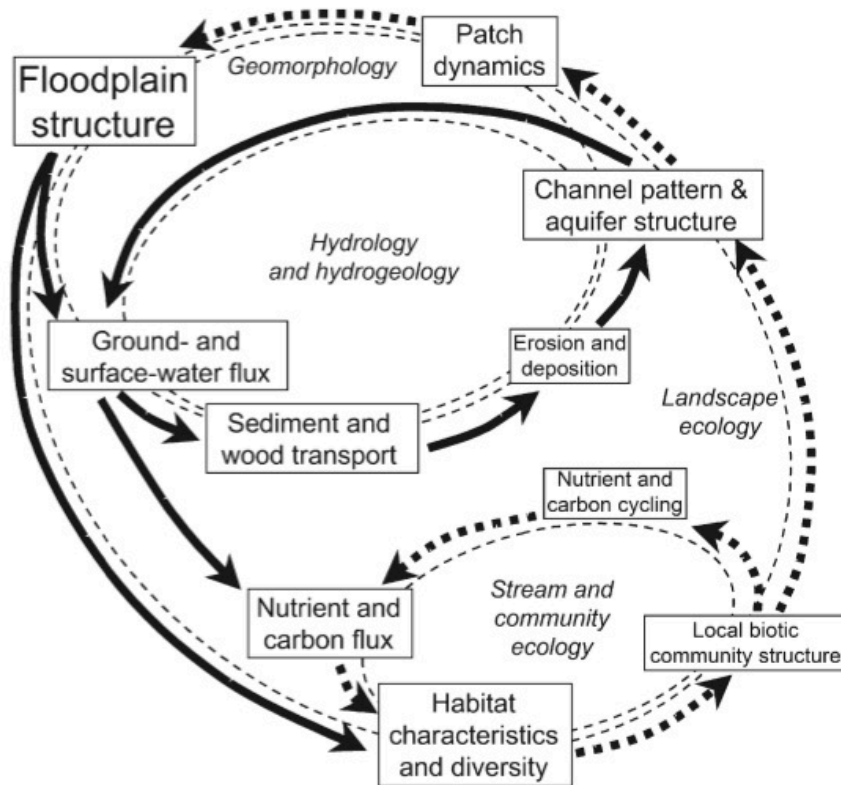 Patch
dynamics
Geomorphology
Floodplain
structure
Channel pattern &
aquifer structure
Hydrology
and hydrogeology
Ground- and
surface-water flux
Erosion and
deposition
Sediment and
wood transport
Landscape
ecology
Nutrient and
carbon cycling
Nutrient and
carbon flux
Stream and
community
ecology
Local biotic
community structure
Habitat
characteristics
and diversity